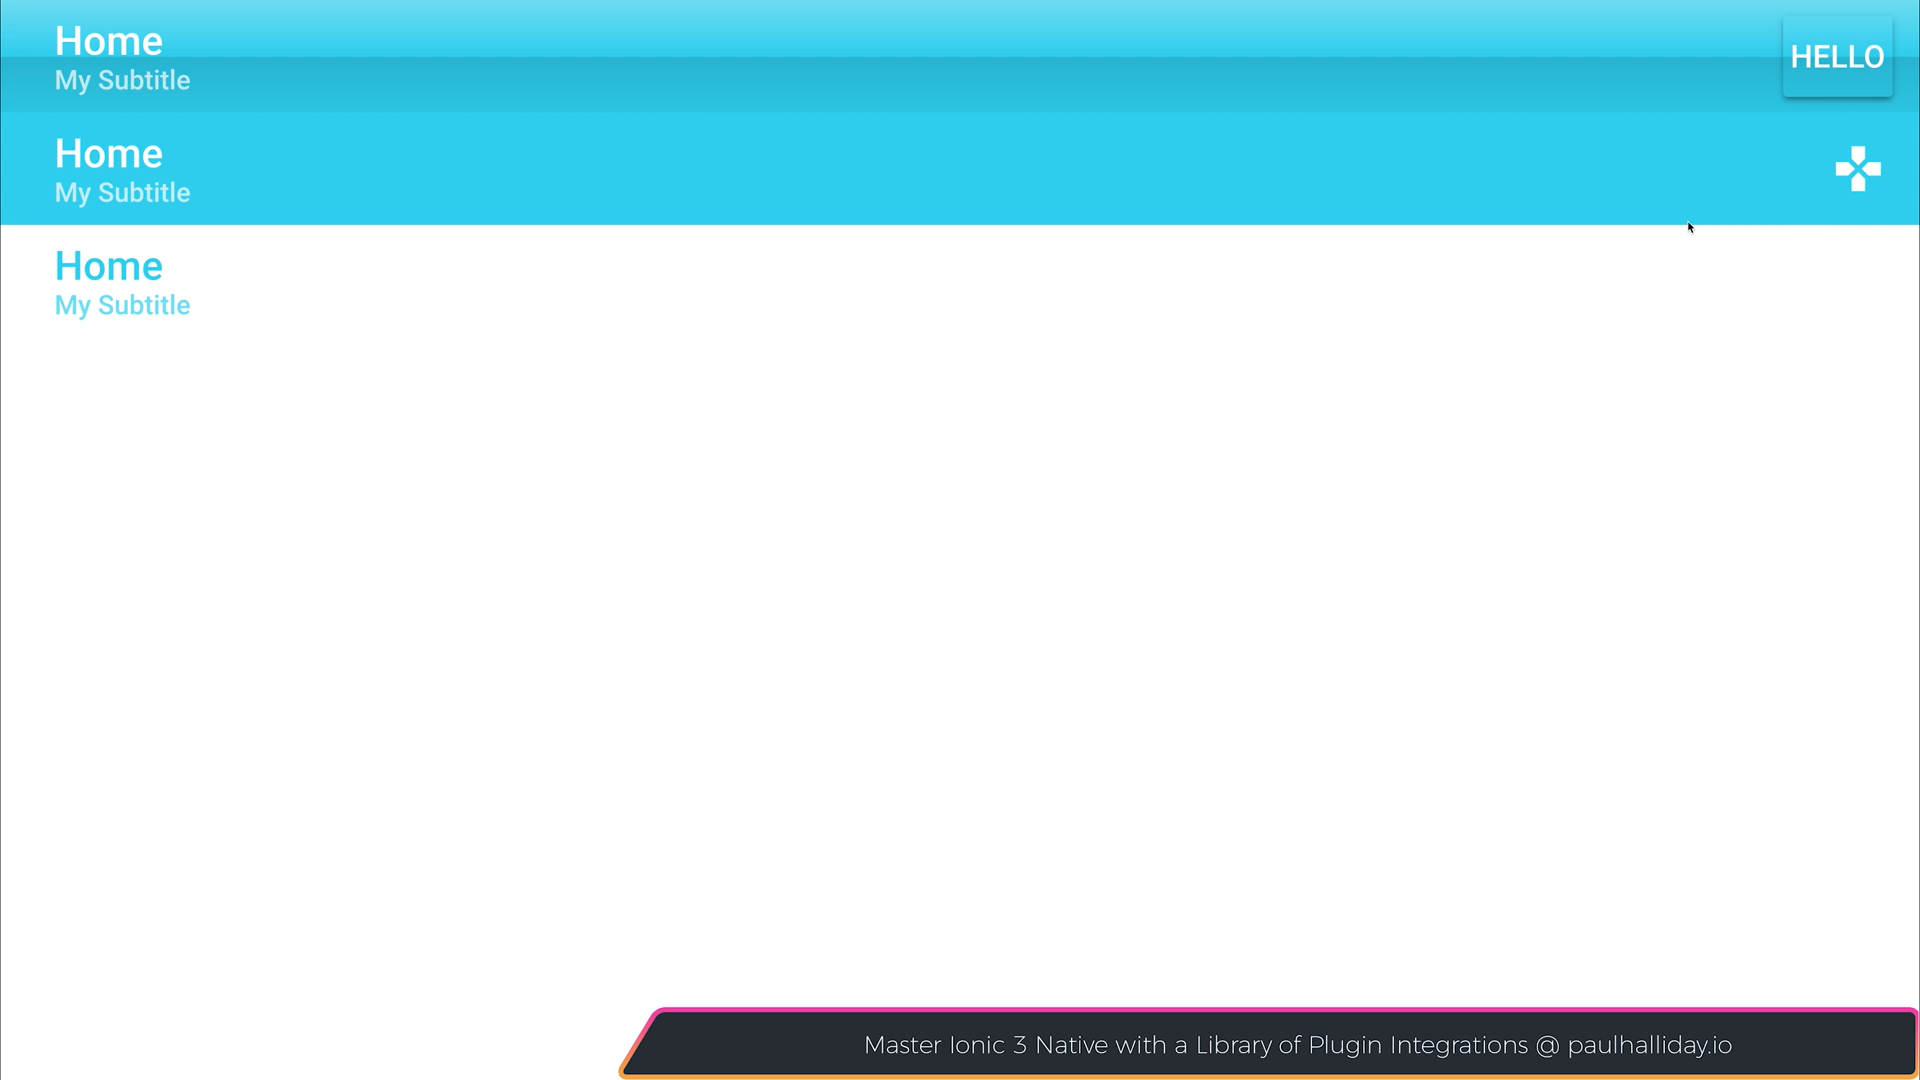 Home
My Subtitle
HELLO
Home
My Subtitle
Home
My Subtitle
Master Ionic 3 Native with a Library of Plugin Integrations @ paulhalliday.io